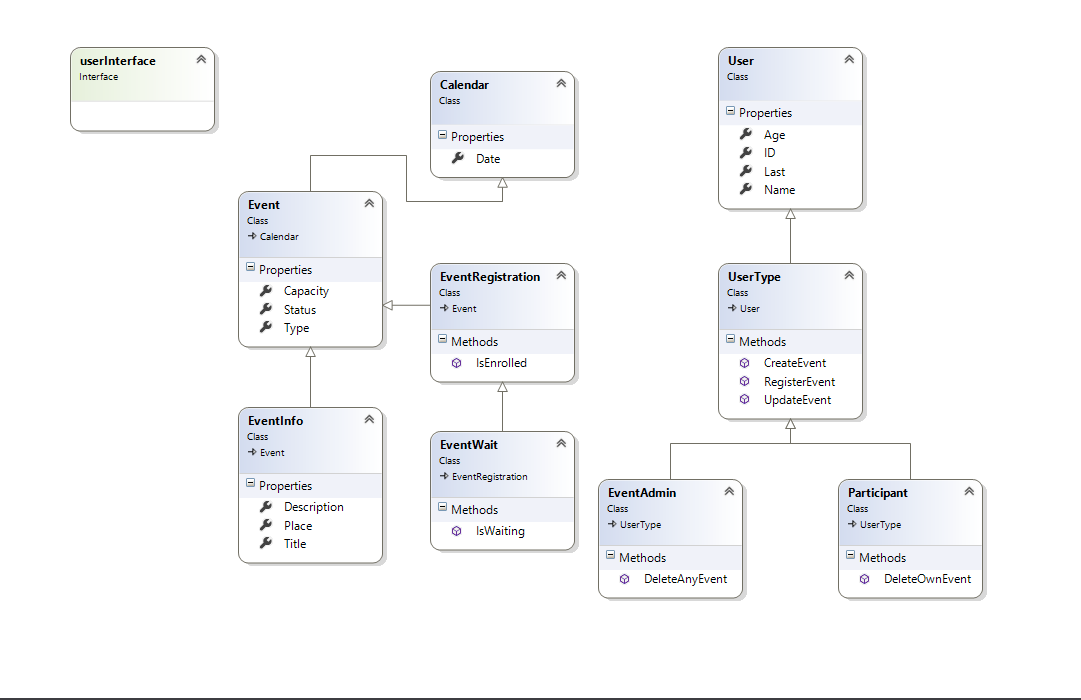 userInterface
Interface
Calendar
Class
Properties
Date
User
Class
Properties
Age
ID
Last
Name
Event
Class
Calendar
Properties
Capacity
Status
Type
EventRegistration
Class
Event
Methods
IsEnrolled
UserType
Class
User
Methods
CreateEvent
RegisterEvent
UpdateEvent
EventInfo
Class
Event
Properties
Description
Place
Title
EventWait
Class
EventRegistration
Methods
IsWaiting
EventAdmin
Class
UserType
Methods
DeleteAnyEvent
Participant
Class
UserType
Methods
DeleteOwnEvent